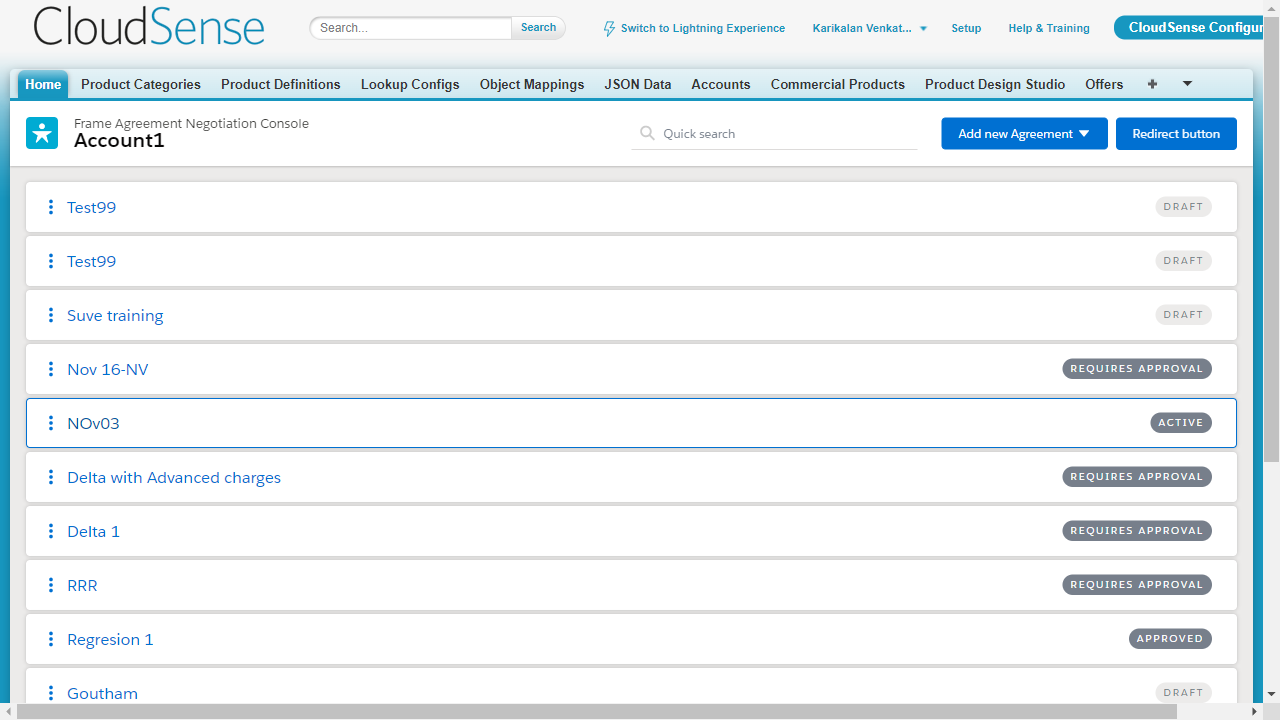 CloudSense
Search...
Search
Switch to Lightning Experience
Karikalan Venkat...
Setup
Help & Training
CloudSense Configur
Home
Product Categories
Product Definitions
Lookup Configs
Object Mappings
JSON Data
Accounts
Commercial Products
Product Design Studio
Offers
Frame Agreement Negotiation Console
Account1
Quick search
Add new Agreement
Redirect button
Test99
DRAFT
Test99
DRAFT
Suve training
DRAFT
Nov 16-NV
REQUIRES APPROVAL
NOv03
ACTIVE
Delta with Advanced charges
REQUIRES APPROVAL
Delta 1
REQUIRES APPROVAL
RRR
REQUIRES APPROVAL
Regresion 1
APPROVED
Goutham
DRAFT